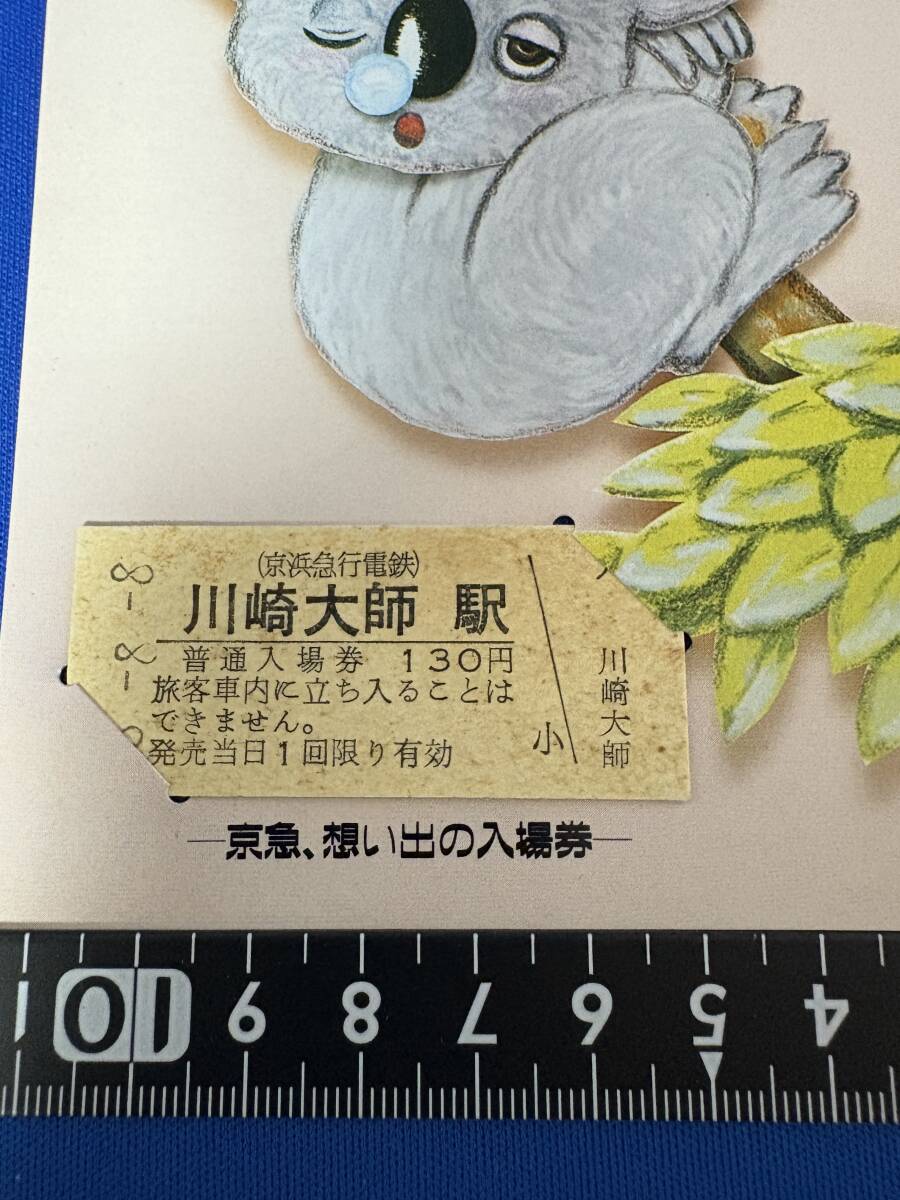 8-8-
(京浜急行電鉄)
川崎大師 駅
普通入場券 130円
旅客車内に立ち入ることは
できません。
発売当日1回限り有効
小
川崎大師
―京急、想い出の入場券―
10 9 8 7 6 5 4